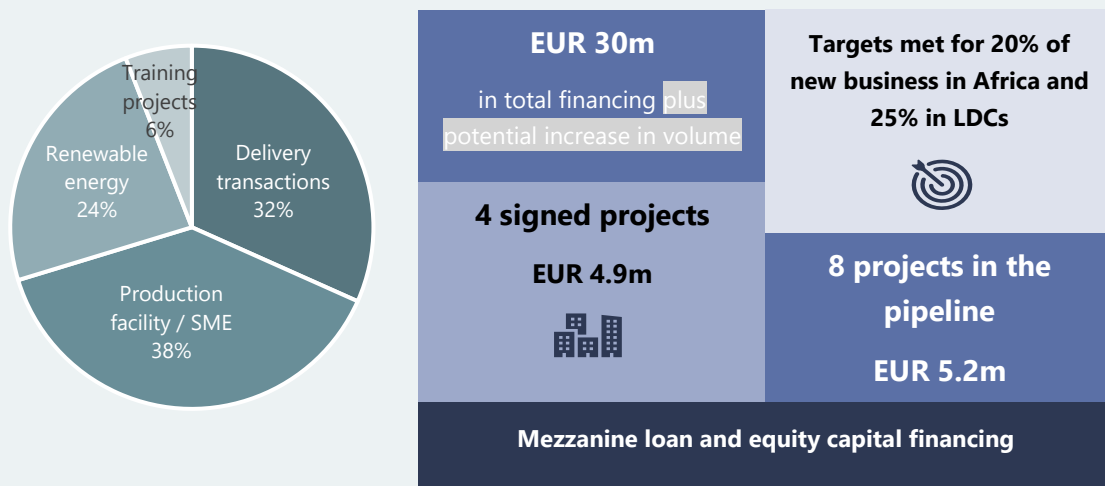 Training
projects
6%
Renewable
energy
24%
Delivery
transactions
32%
Production
facility / SME
38%
EUR 30m
in total financing plus
potential increase in volume
4 signed projects
EUR 4.9m
Targets met for 20% of
new business in Africa and
25% in LDCs
8 projects in the
pipeline
EUR 5.2m
Mezzanine loan and equity capital financing